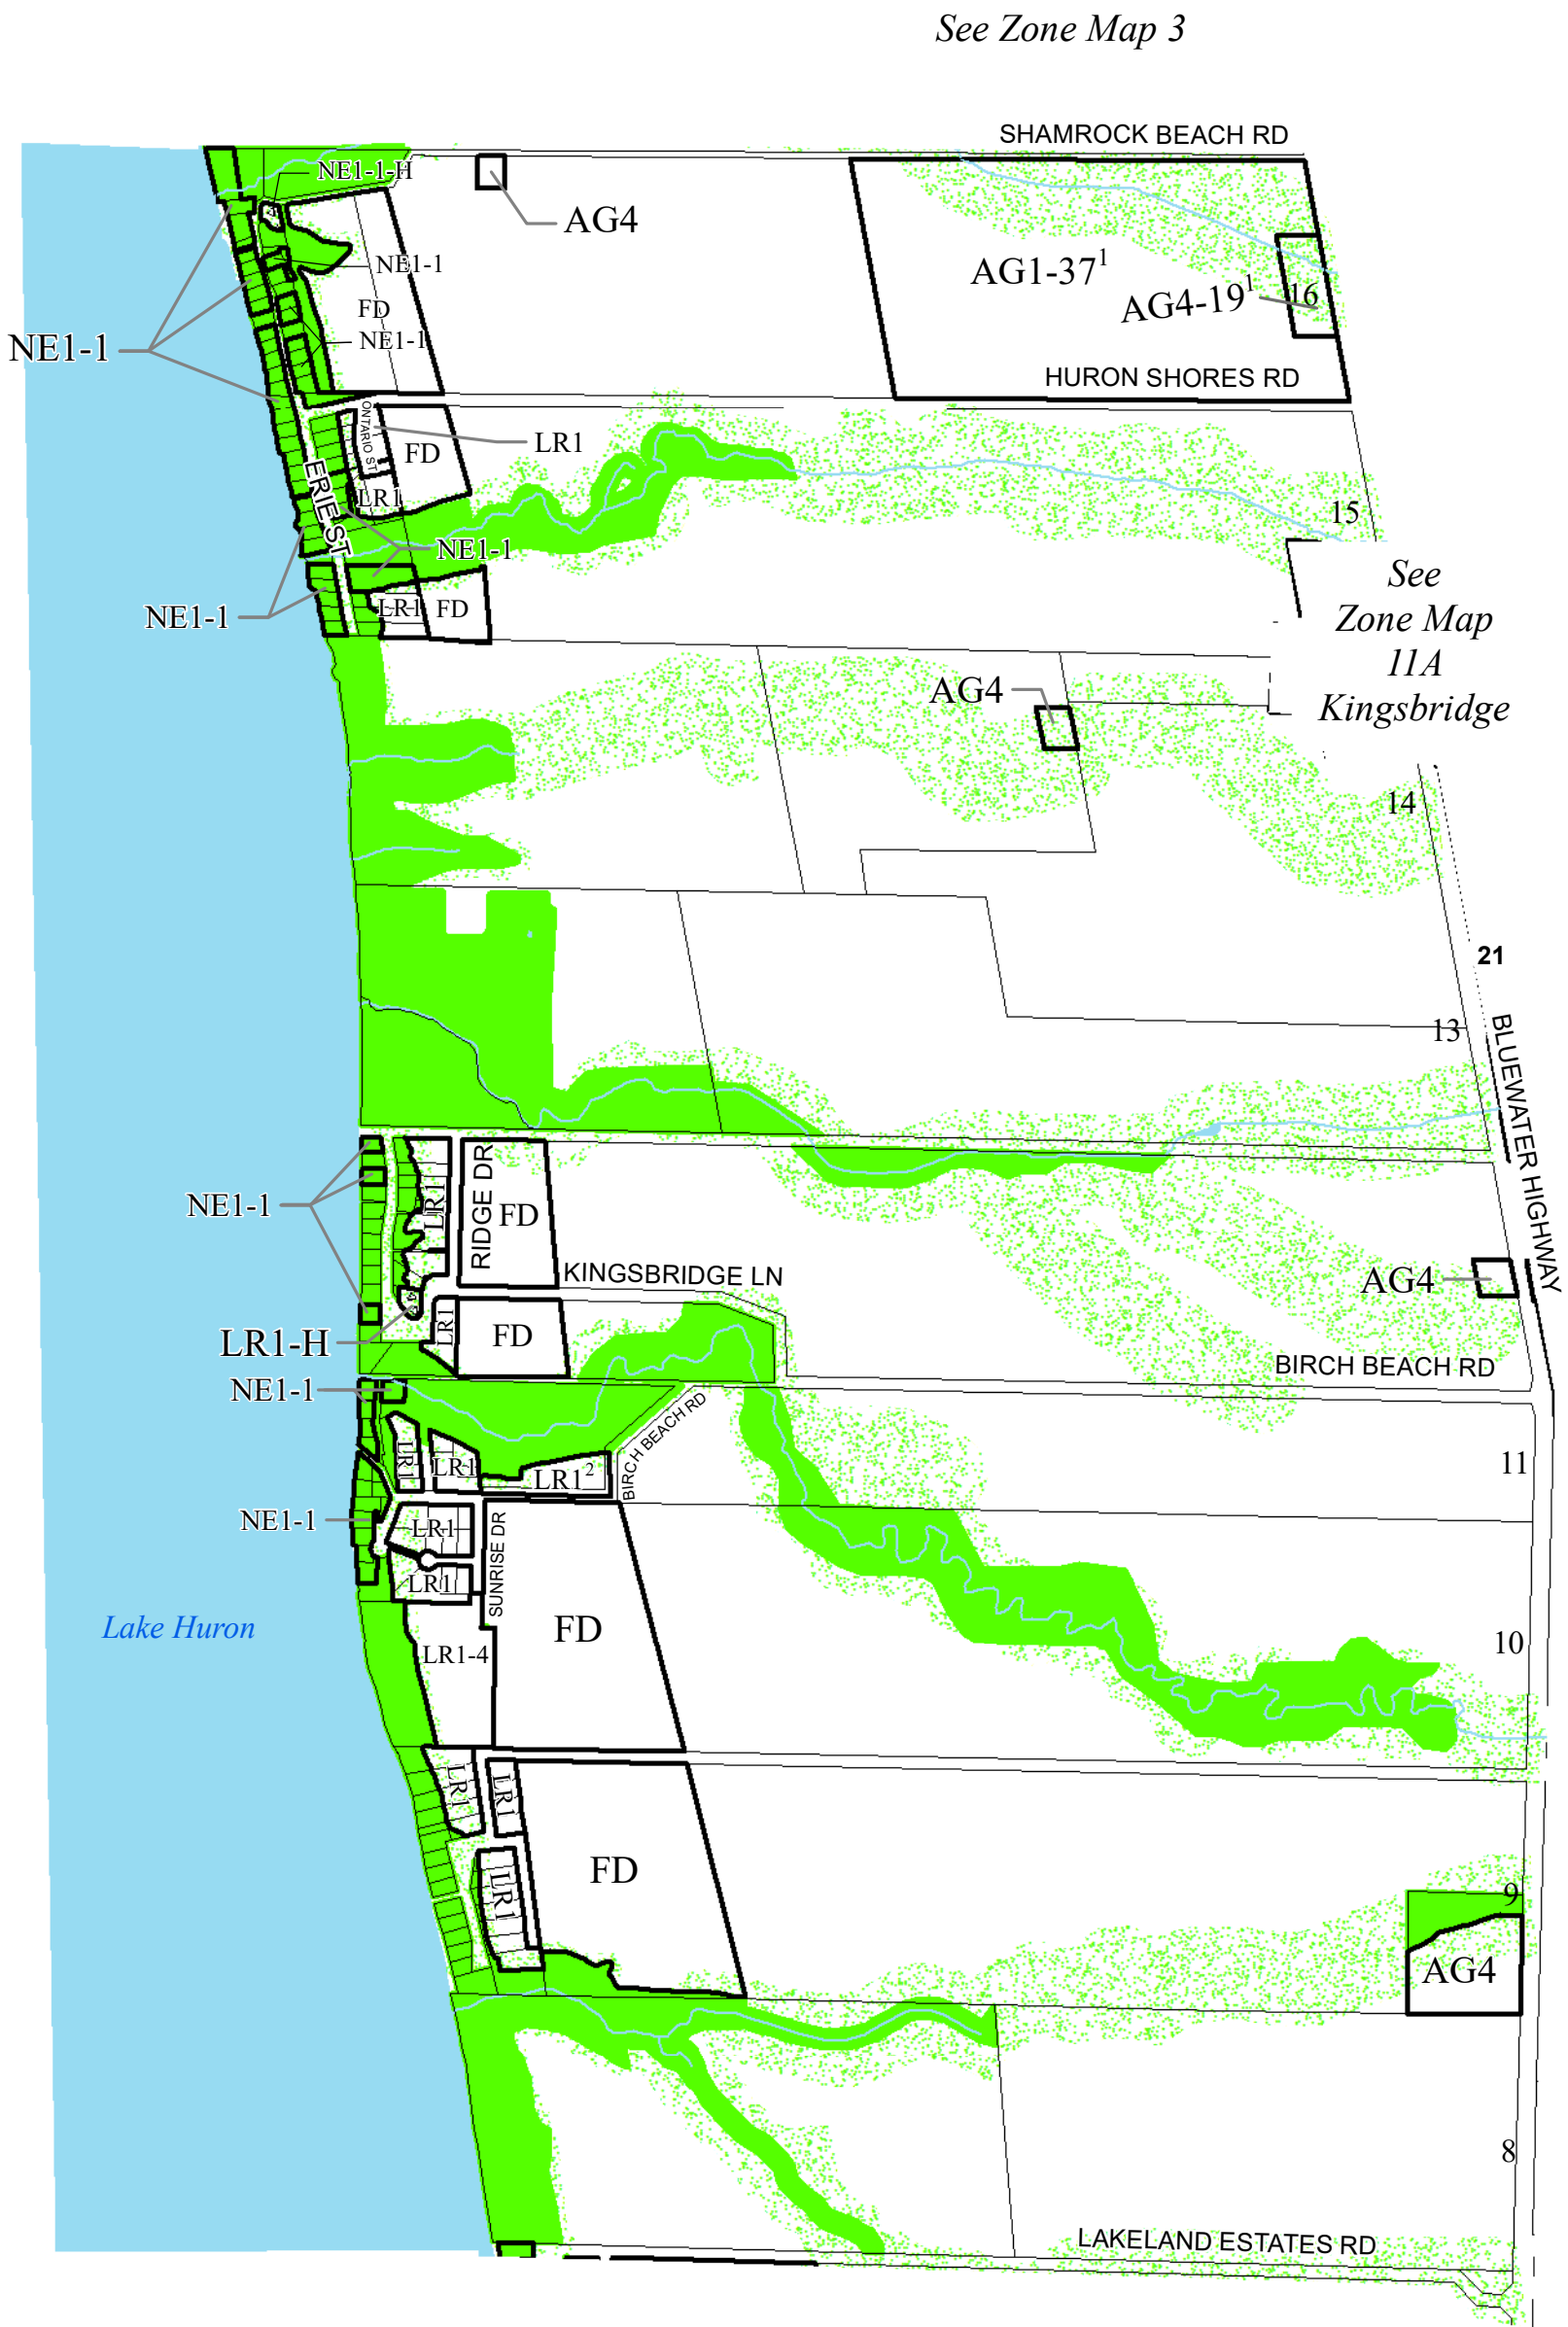 See Zone Map 3
SHAMROCK BEACH RD
NE1-1-H
AG4
NE1-1
FD
NE1-1
NE1-1
AG1-37¹
AG4-19¹
16
HURON SHORES RD
ONTARIO ST
LR1
FD
LR1
ERIE ST
15
NE1-1
NE1-1
LR1
FD
See
Zone Map
11A
Kingsbridge
AG4
14
21
13
BLUEWATER HIGHWAY
NE1-1
LR1
RIDGE DR
FD
KINGSBRIDGE LN
AG4
LR1-H
LR1
FD
BIRCH BEACH RD
NE1-1
BIRCH BEACH RD
LR1
LR1
LR1²
11
NE1-1
LR1
SUNRISE DR
LR1
Lake Huron
FD
LR1-4
10
LR1
LR1
FD
LR1
9
AG4
8
LAKELAND ESTATES RD